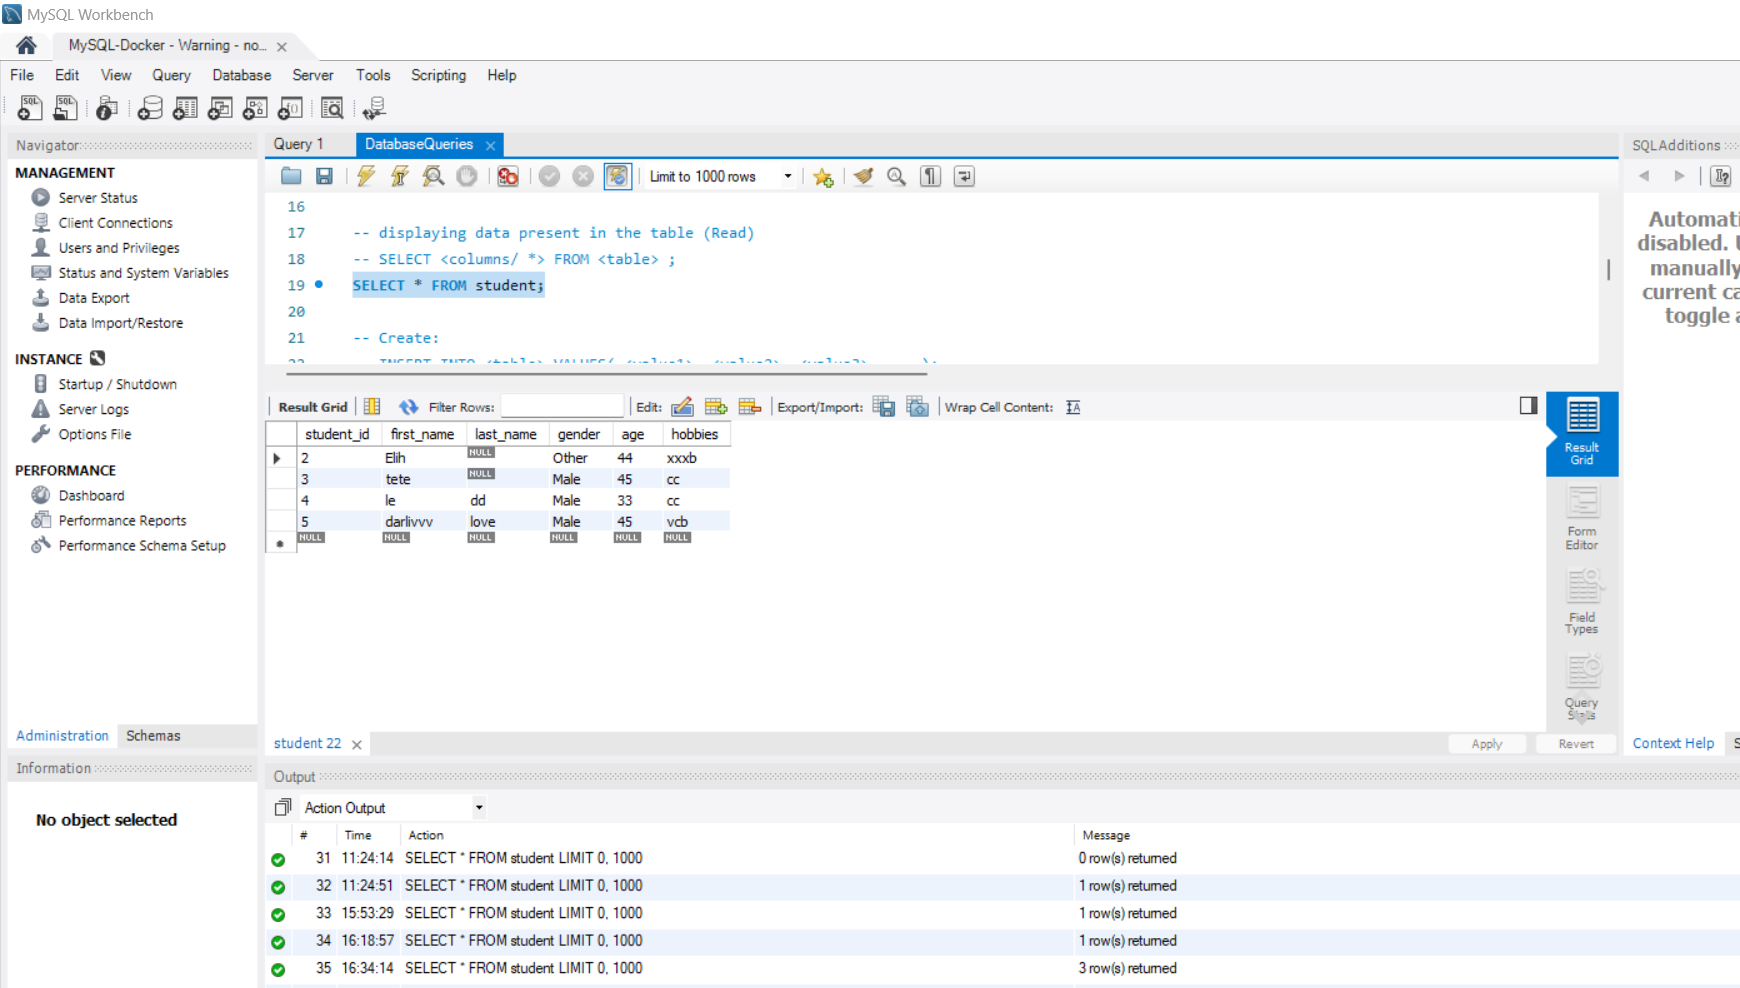 MySQL Workbench
MySQL-Docker - Warning - no...
File Edit View Query Database Server Tools Scripting Help
Navigator
MANAGEMENT
Server Status
Client Connections
Users and Privileges
Status and System Variables
Data Export
Data Import/Restore
INSTANCE
Startup / Shutdown
Server Logs
Options File
PERFORMANCE
Dashboard
Performance Reports
Performance Schema Setup
Administration Schemas
Information
No object selected
Query 1 DatabaseQueries
Limit to 1000 rows
16
17 -- displaying data present in the table (Read)
18 -- SELECT <columns/ *> FROM <table> ;
19 SELECT * FROM student;
20
21 -- Create:
Result Grid Filter Rows: Edit: Export/Import: Wrap Cell Content:
student_id first_name last_name gender age hobbies
2 Elih NULL Other 44 xxxb
3 tete NULL Male 45 cc
4 le dd Male 33 cc
5 darlivvv love Male 45 vcb
NULL NULL NULL NULL NULL NULL
Result
Grid
Form
Editor
Field
Types
Query
Stats
student 22
Apply Revert
Output
Action Output
# Time Action Message
31 11:24:14 SELECT * FROM student LIMIT 0, 1000 0 row(s) returned
32 11:24:51 SELECT * FROM student LIMIT 0, 1000 1 row(s) returned
33 15:53:29 SELECT * FROM student LIMIT 0, 1000 1 row(s) returned
34 16:18:57 SELECT * FROM student LIMIT 0, 1000 1 row(s) returned
35 16:34:14 SELECT * FROM student LIMIT 0, 1000 3 row(s) returned
SQLAdditions
Automati
disabled. U
manually
current ca
toggle a
Context Help S